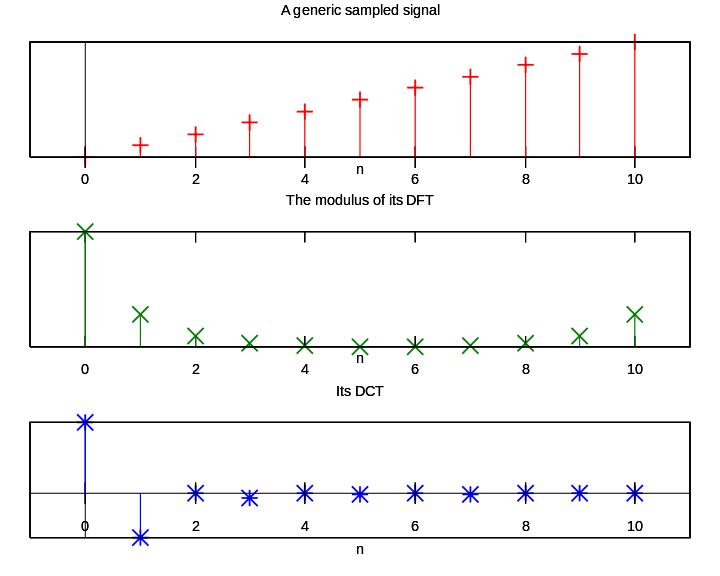 A generic sampled signal
n
0 2 4 6 8 10
The modulus of its DFT
n
0 2 4 6 8 10
Its DCT
0 2 4 6 8 10
n